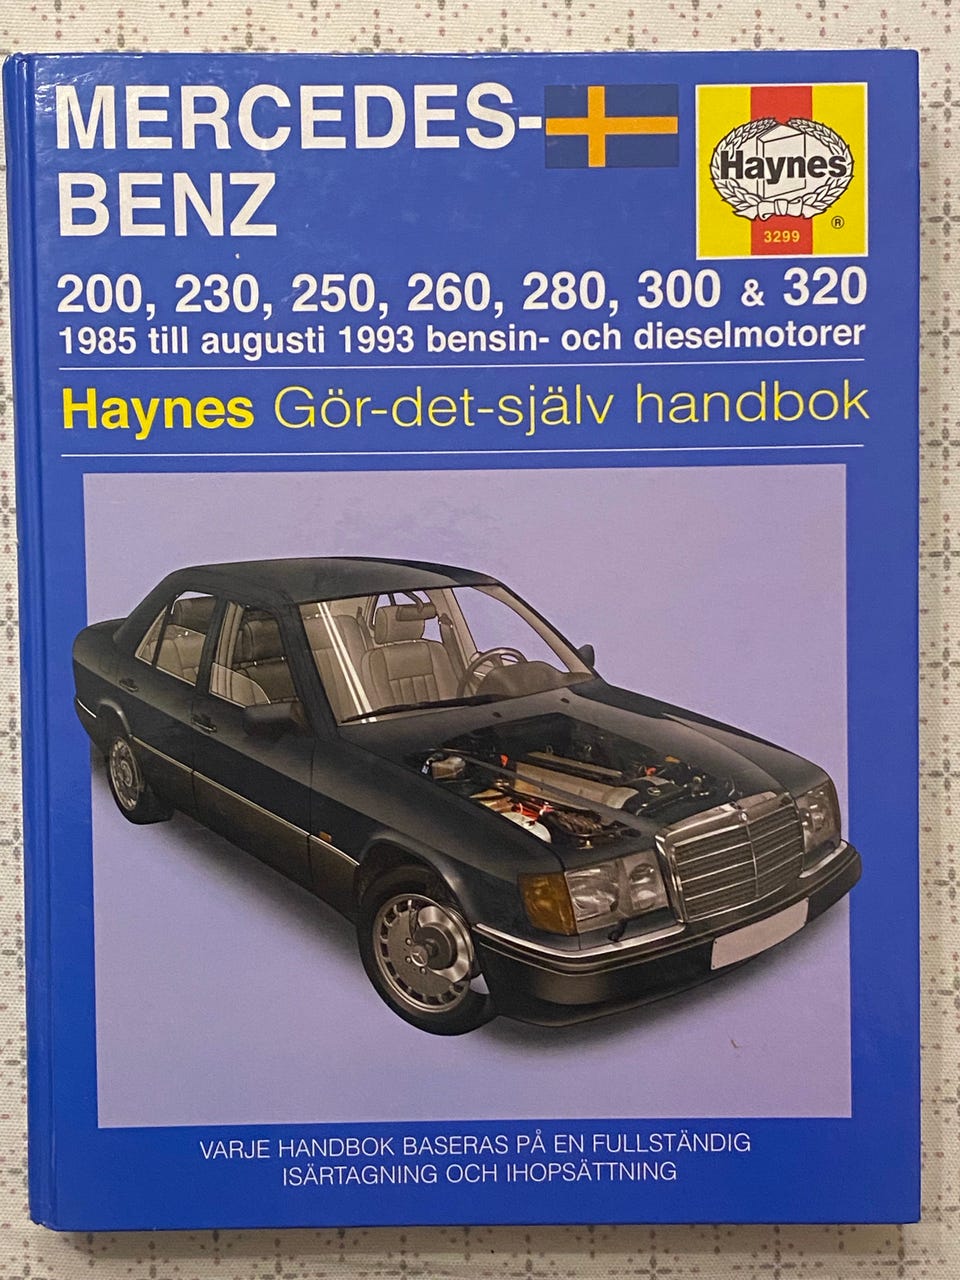 MERCEDES-
BENZ
Haynes
®
3299
200, 230, 250, 260, 280, 300 & 320
1985 till augusti 1993 bensin- och dieselmotorer
Haynes Gör-det-själv handbok
VARJE HANDBOK BASERAS PÅ EN FULLSTÄNDIG
ISÄRTAGNING OCH IHOPSÄTTNING